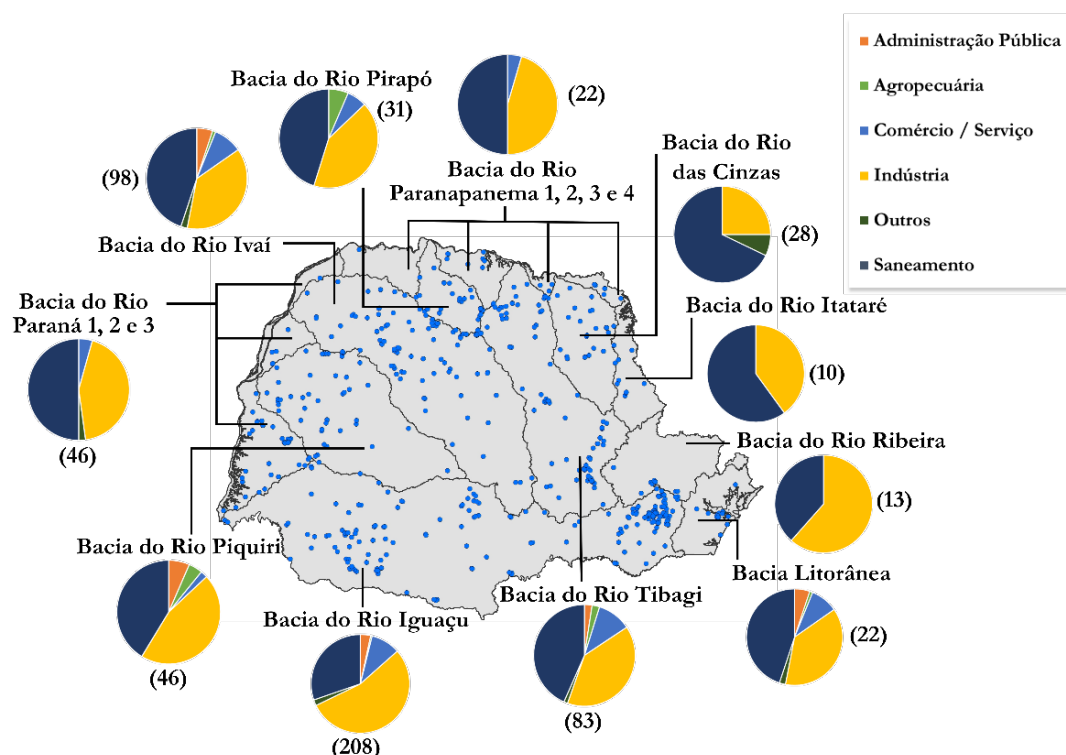 Administração Pública
Agropecuária
Comércio / Serviço
Indústria
Outros
Saneamento
Bacia do Rio Pirapó
(31)
(22)
(98)
Bacia do Rio
Paranapanema 1, 2, 3 e 4
Bacia do Rio
das Cinzas
(28)
Bacia do Rio Ivaí
Bacia do Rio
Paraná 1, 2 e 3
(46)
Bacia do Rio Itataré
(10)
Bacia do Rio Ribeira
(13)
Bacia do Rio Piquiri
(46)
Bacia do Rio Iguaçu
(208)
Bacia do Rio Tibagi
(83)
Bacia Litorânea
(22)